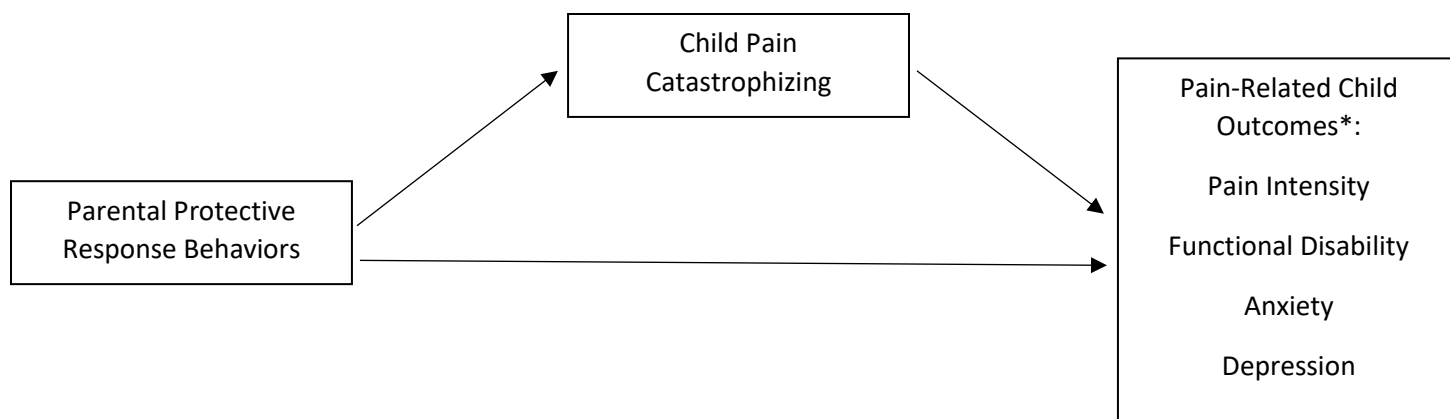 Child Pain
Catastrophizing
Parental Protective
Response Behaviors
Pain-Related Child
Outcomes*:
Pain Intensity
Functional Disability
Anxiety
Depression